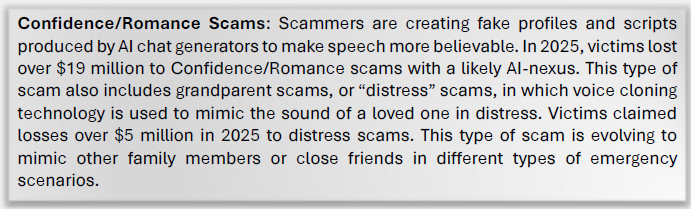 Confidence/Romance Scams: Scammers are creating fake profiles and scripts
produced by AI chat generators to make speech more believable. In 2025, victims lost
over $19 million to Confidence/Romance scams with a likely AI-nexus. This type of
scam also includes grandparent scams, or “distress” scams, in which voice cloning
technology is used to mimic the sound of a loved one in distress. Victims claimed
losses over $5 million in 2025 to distress scams. This type of scam is evolving to
mimic other family members or close friends in different types of emergency
scenarios.